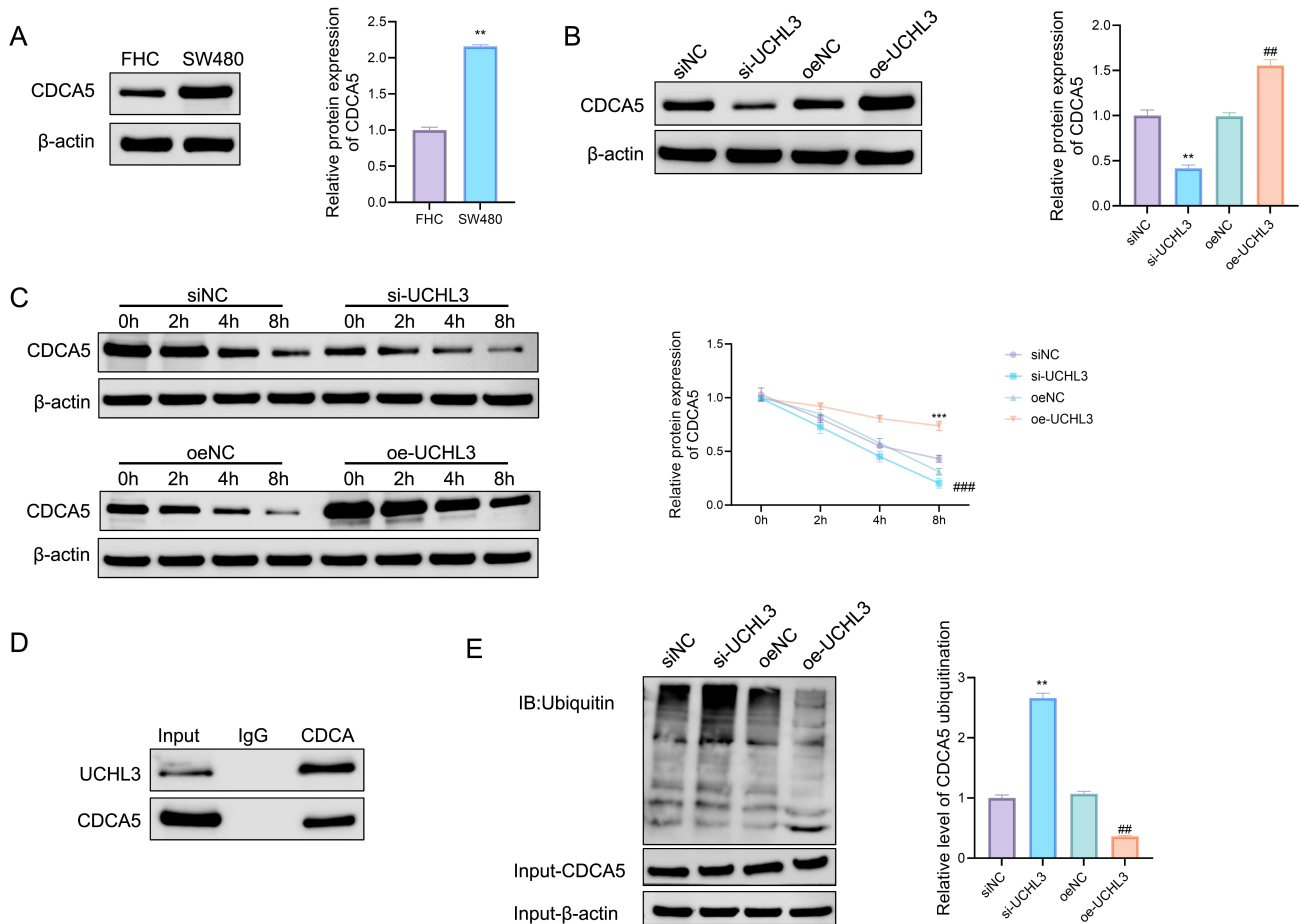 A
FHC SW480
CDCA5
β-actin
Relative protein expression
of CDCA5
2.5
2.0
1.5
1.0
0.5
0.0
**
FHC SW480
B
siNC si-UCHL3 oeNC oe-UCHL3
CDCA5
β-actin
Relative protein expression
of CDCA5
2.0
1.5
1.0
0.5
0.0
**
##
siNC si-UCHL3 oeNC oe-UCHL3
C
siNC si-UCHL3
0h 2h 4h 8h 0h 2h 4h 8h
CDCA5
β-actin
oeNC oe-UCHL3
0h 2h 4h 8h 0h 2h 4h 8h
CDCA5
β-actin
Relative protein expression
of CDCA5
1.5
1.0
0.5
0.0
***
###
0h 2h 4h 8h
siNC
si-UCHL3
oeNC
oe-UCHL3
D
Input IgG CDCA
UCHL3
CDCA5
E
siNC si-UCHL3 oeNC oe-UCHL3
IB:Ubiquitin
Input-CDCA5
Input-β-actin
Relative level of CDCA5 ubiquitination
3
2
1
0
**
##
siNC si-UCHL3 oeNC oe-UCHL3